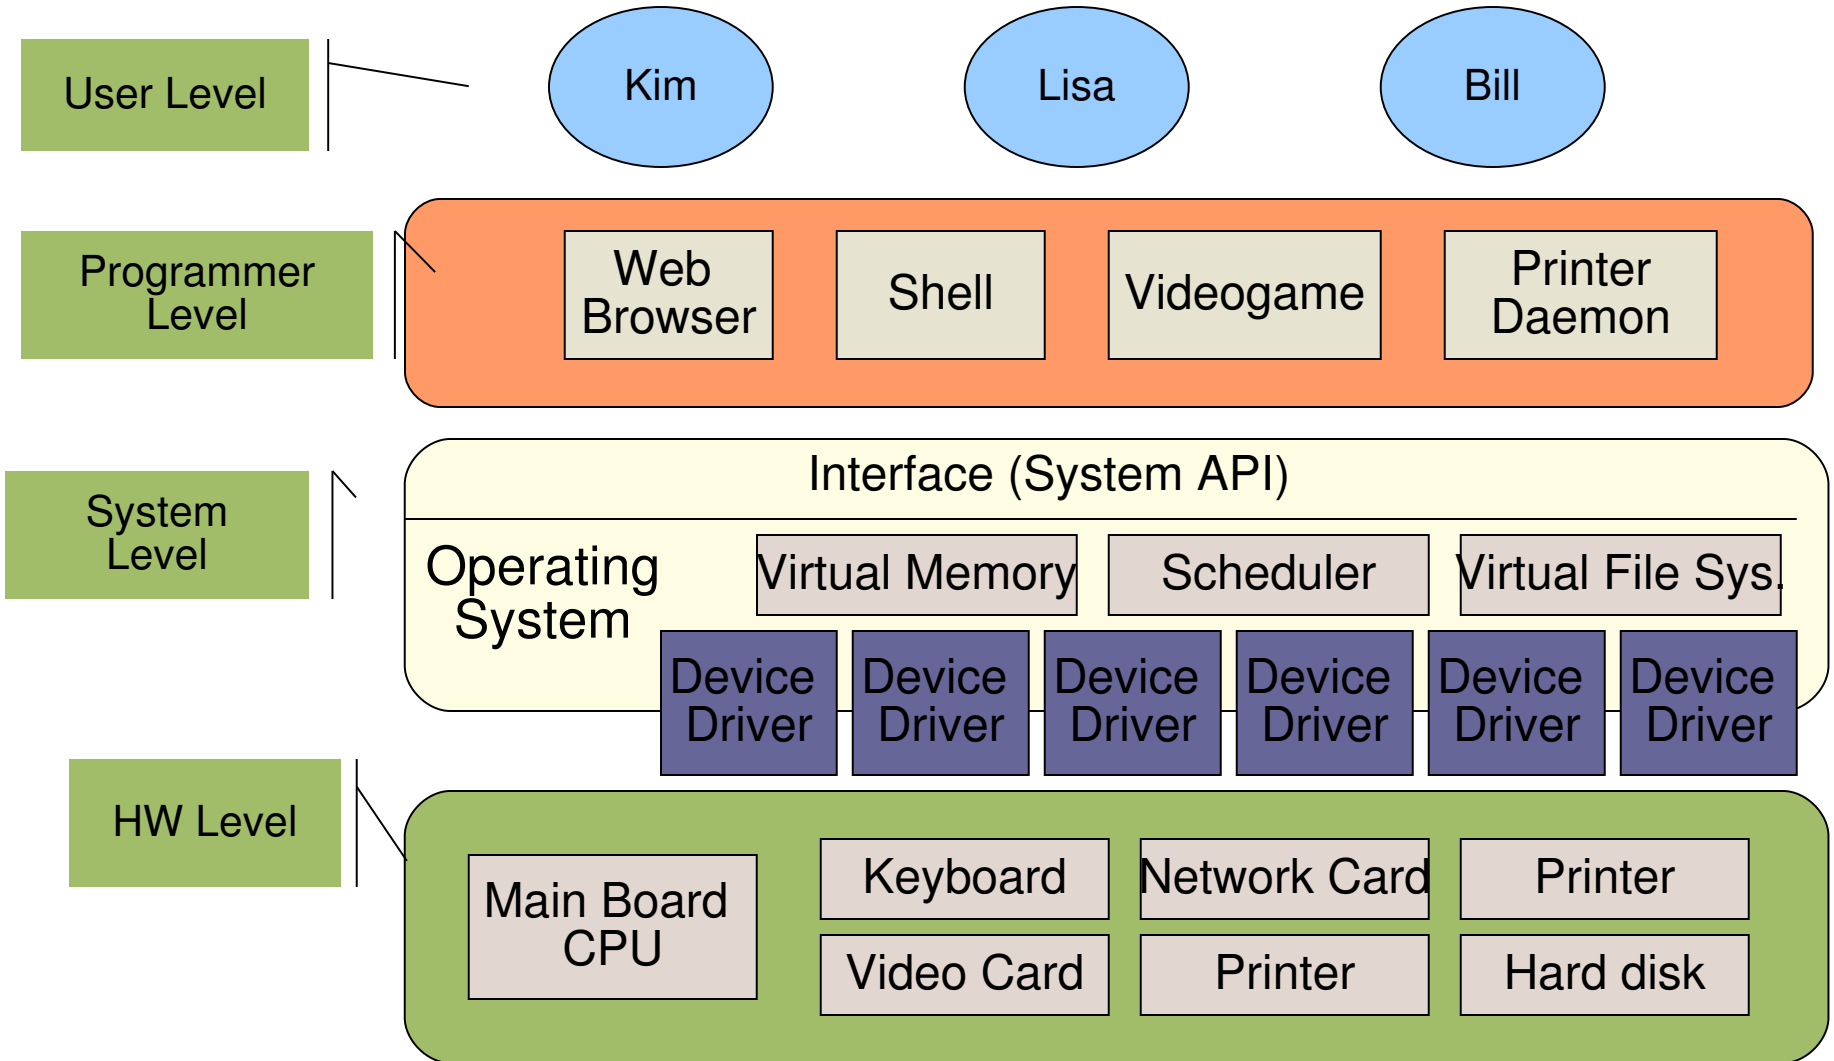 User Level
Kim
Lisa
Bill
Programmer
Level
Web
Browser
Shell
Videogame
Printer
Daemon
System
Level
Interface (System API)
Operating
System
Virtual Memory
Scheduler
Virtual File Sys.
Device
Driver
Device
Driver
Device
Driver
Device
Driver
Device
Driver
Device
Driver
HW Level
Main Board
CPU
Keyboard
Network Card
Printer
Video Card
Printer
Hard disk